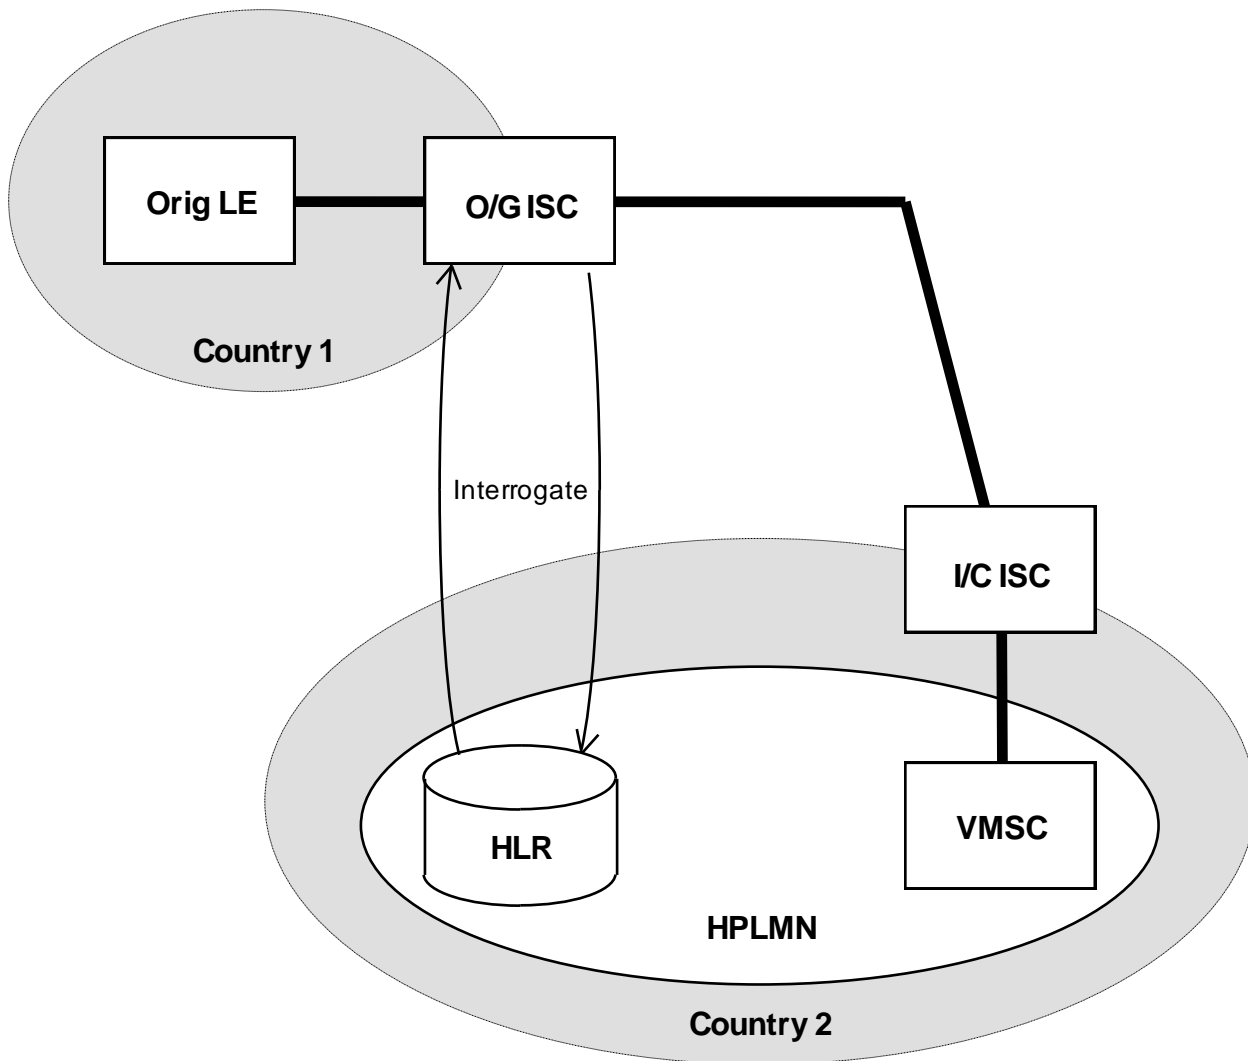 Orig LE
O/G ISC
Country 1
Interrogate
I/C ISC
HLR
VMSC
HPLMN
Country 2